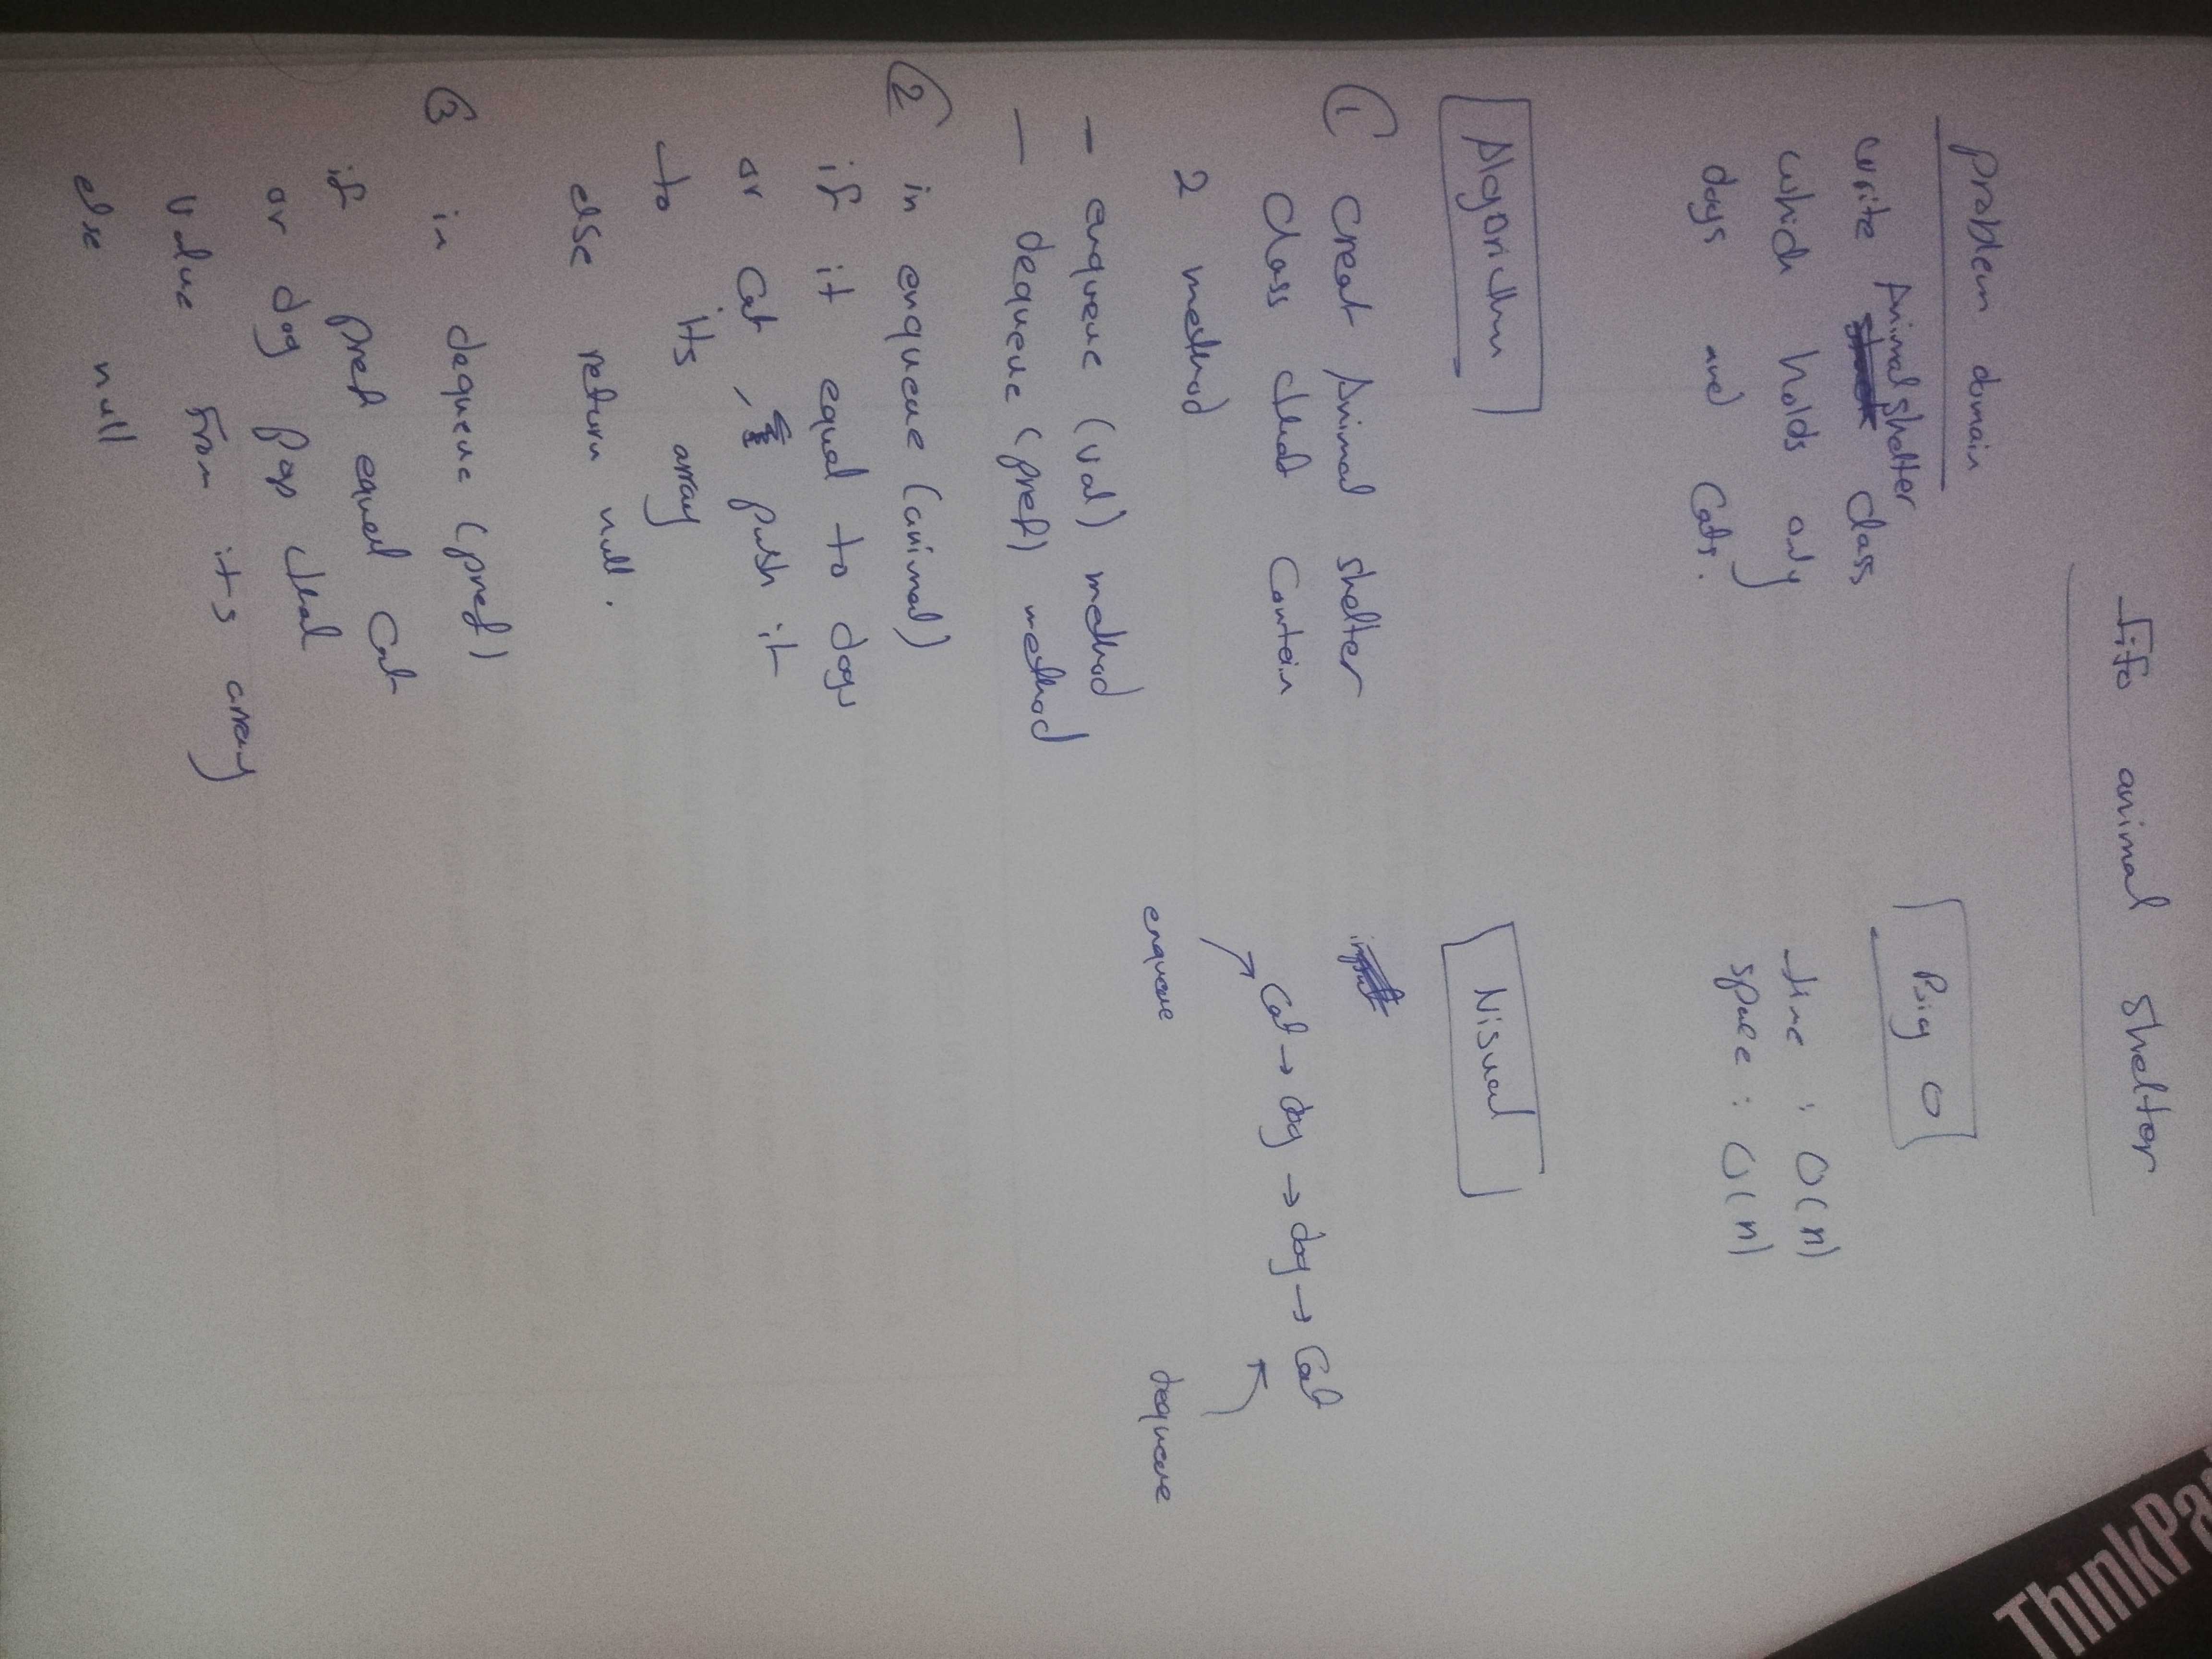 fifo animal shelter
Problem domain
write Animal shelter class
which holds only
dogs and Cats.
Big O
time : O(n)
space : O(n)
Algorithm
① creat Animal shelter
class that Contain
2 method
- enqueue (val) method
- dequeue (pref) method
② in enqueue (animal)
if it equal to dogs
or Cat, push it
to its array
else return null.
③ in dequeue (pref)
if pref equal Cat
or dog pop that
value from its array
else null
Visual
input
Cat → dog → dog → Cat
enqueue
dequeue
ThinkPad